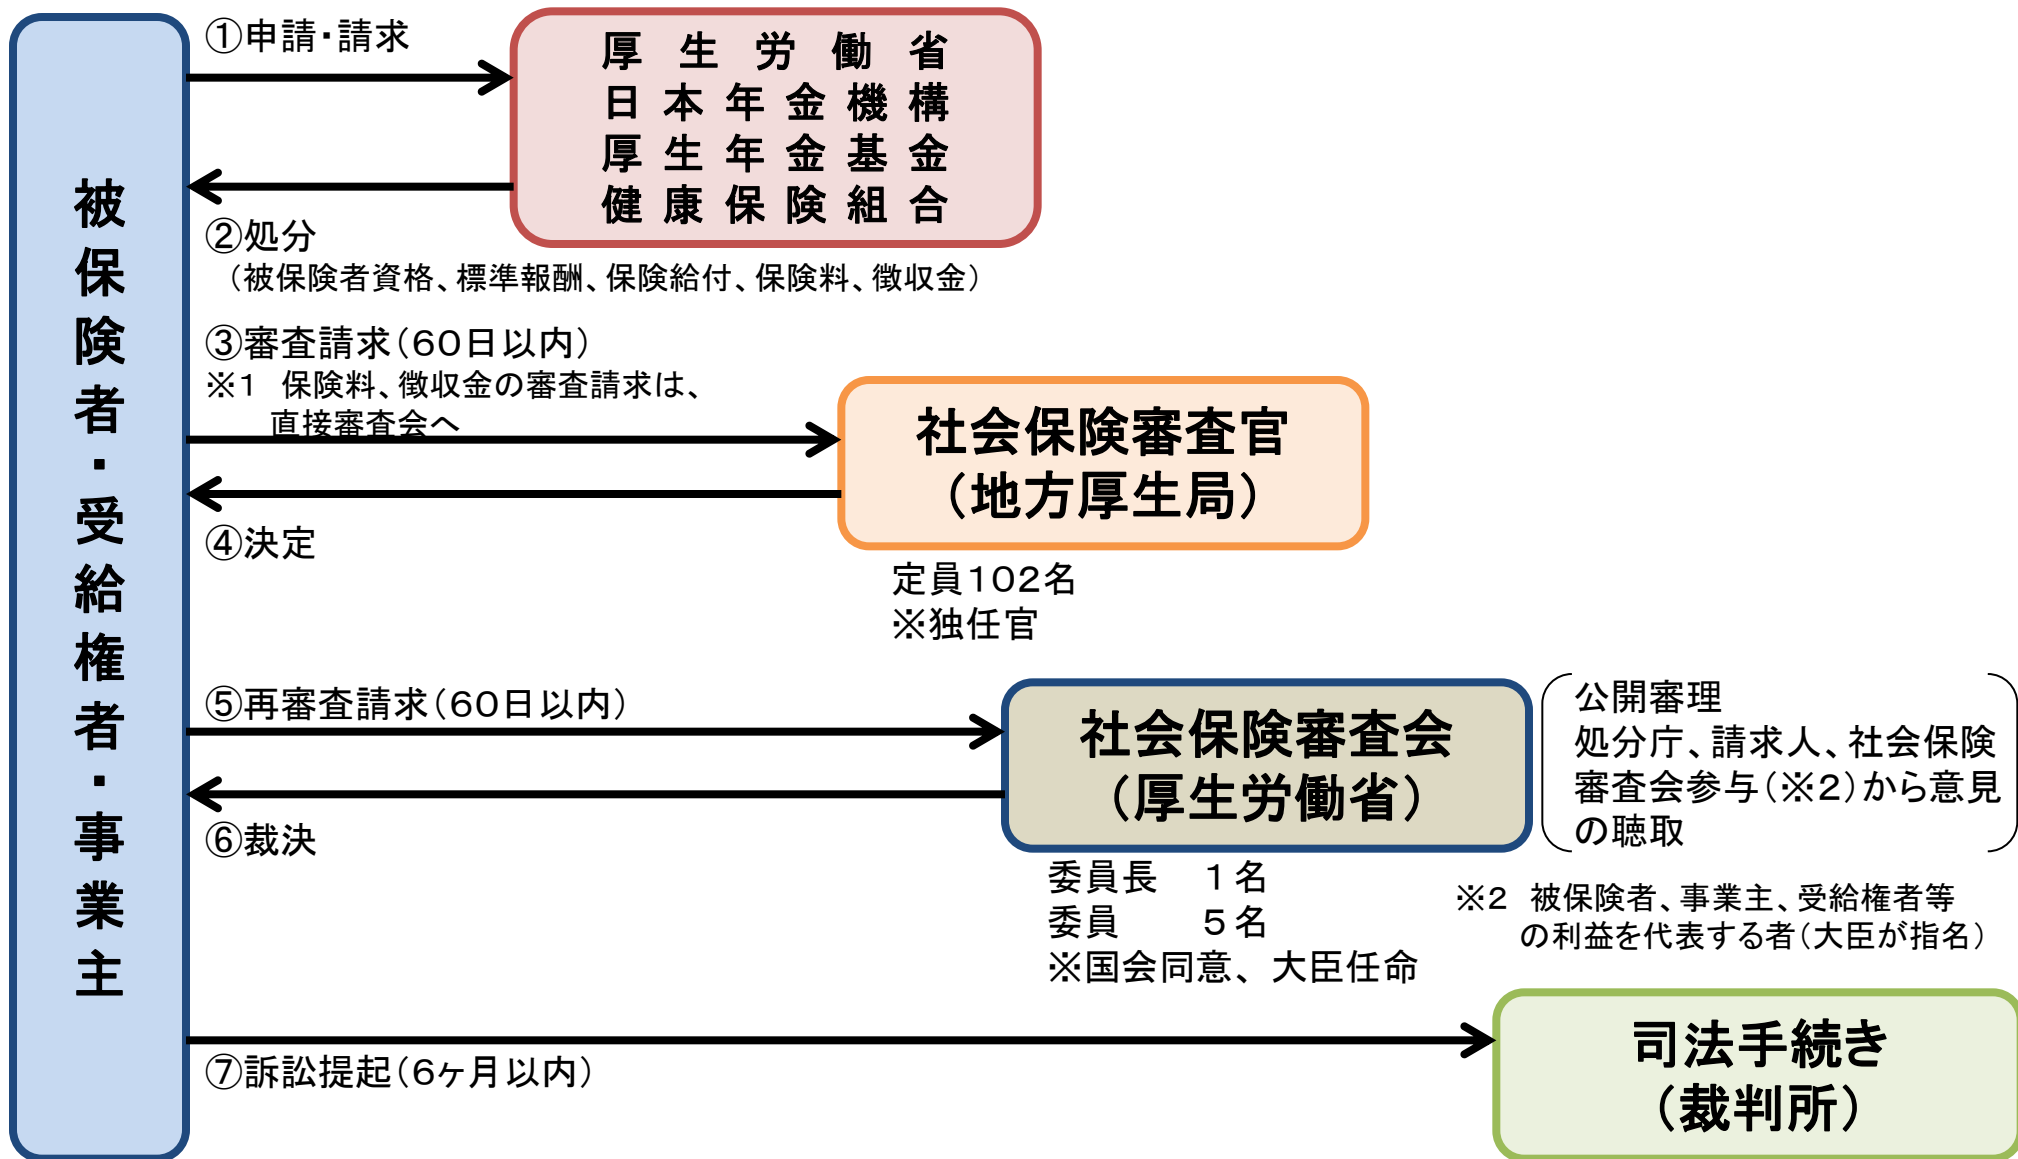 被保険者・受給権者・事業主
①申請・請求
厚生労働省
日本年金機構
厚生年金基金
健康保険組合
②処分
（被保険者資格、標準報酬、保険給付、保険料、徴収金）
③審査請求（６０日以内）
※１　保険料、徴収金の審査請求は、
直接審査会へ
社会保険審査官
（地方厚生局）
④決定
定員１０２名
※独任官
⑤再審査請求（６０日以内）
社会保険審査会
（厚生労働省）
公開審理
処分庁、請求人、社会保険
審査会参与（※２）から意見
の聴取
⑥裁決
委員長　１名
委員　　５名
※国会同意、大臣任命
※２　被保険者、事業主、受給権者等
の利益を代表する者（大臣が指名）
⑦訴訟提起（６ヶ月以内）
司法手続き
（裁判所）